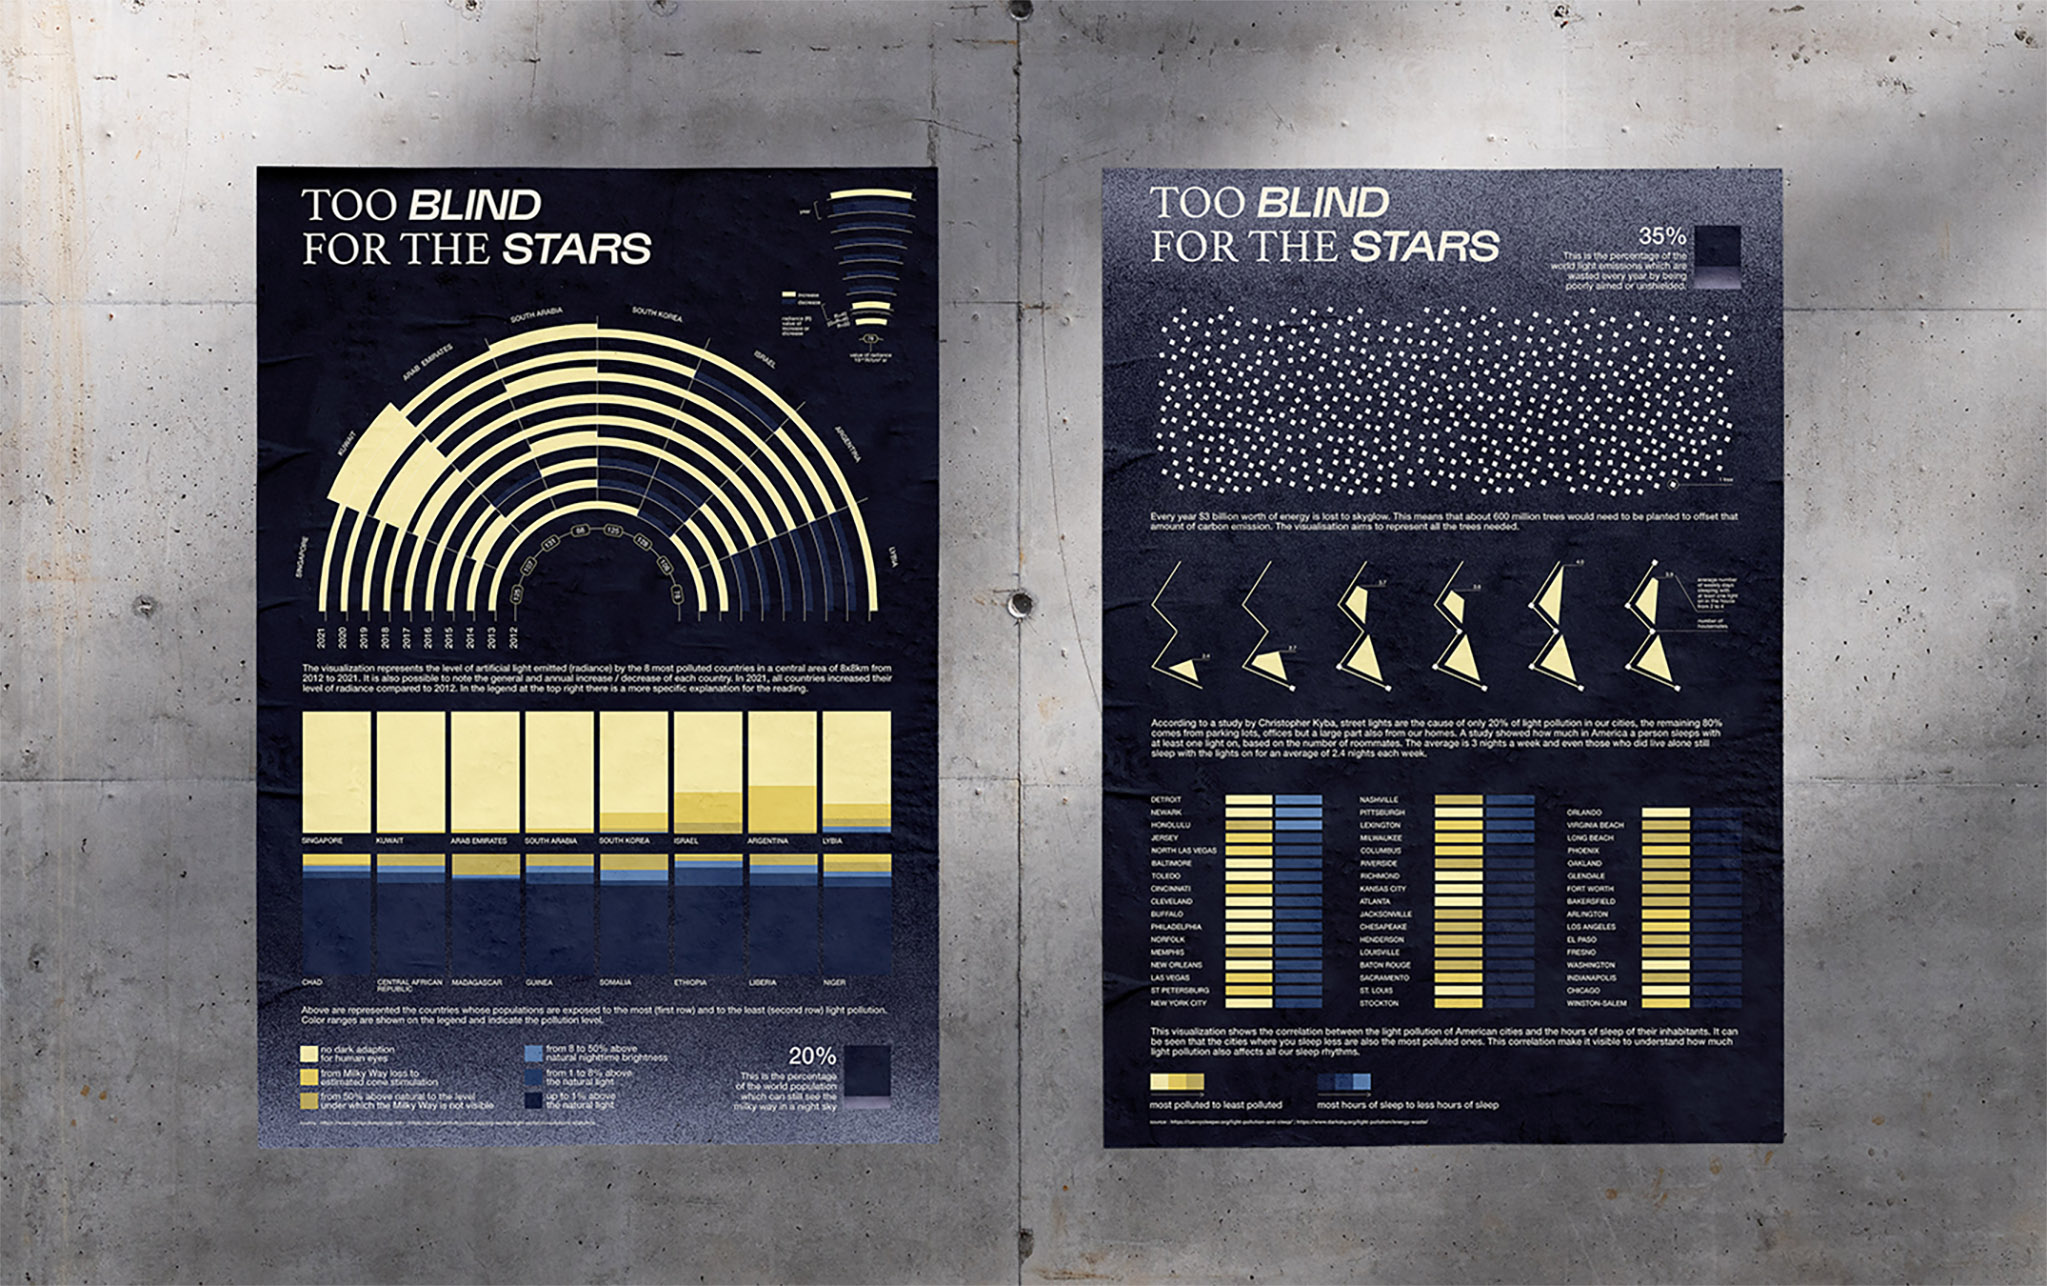 TOO BLIND
FOR THE STARS
year
increase
decrease
radiance (R)
value of
increase or
decrease
78
value of radiance
SINGAPORE
KUWAIT
ARAB EMIRATES
SOUTH ARABIA
SOUTH KOREA
ISRAEL
ARGENTINA
LYBIA
125
107
131
68
125
128
126
78
2021
2020
2019
2018
2017
2016
2015
2014
2013
2012
The visualization represents the level of artificial light emitted (radiance) by the 8 most polluted countries in a central area of 8x8km from
2012 to 2021. It is also possible to note the general and annual increase / decrease of each country. In 2021, all countries increased their
level of radiance compared to 2012. In the legend at the top right there is a more specific explanation for the reading.
SINGAPORE KUWAIT ARAB EMIRATES SOUTH ARABIA SOUTH KOREA ISRAEL ARGENTINA LYBIA
CHAD CENTRAL AFRICAN MADAGASCAR GUINEA SOMALIA ETHIOPIA LIBERIA NIGER
REPUBLIC
Above are represented the countries whose populations are exposed to the most (first row) and to the least (second row) light pollution.
Color ranges are shown on the legend and indicate the pollution level.
no dark adaption
for human eyes
from Milky Way loss to
estimated cone stimulation
from 50% above natural to the level
under which the Milky Way is not visible
from 8 to 50% above
natural nighttime brightness
from 1 to 8% above
the natural light
up to 1% above
the natural light
20%
This is the percentage
of the world population
which can still see the
milky way in a night sky
TOO BLIND
FOR THE STARS
35%
This is the percentage of the
world light emissions which are
wasted every year by being
poorly aimed or unshielded.
1 tree
Every year $3 billion worth of energy is lost to skyglow. This means that about 600 million trees would need to be planted to offset that
amount of carbon emission. The visualisation aims to represent all the trees needed.
2.4
2.7
3.7
3.6
4.0
3.9
average number
of weekly days
sleeping with
at least one light
on in the house
from 2 to 4
number of
housemates
According to a study by Christopher Kyba, street lights are the cause of only 20% of light pollution in our cities, the remaining 80%
comes from parking lots, offices but a large part also from our homes. A study showed how much in America a person sleeps with
at least one light on, based on the number of roommates. The average is 3 nights a week and even those who did live alone still
sleep with the lights on for an average of 2.4 nights each week.
DETROIT
NEWARK
HONOLULU
JERSEY
NORTH LAS VEGAS
BALTIMORE
TOLEDO
CINCINNATI
CLEVELAND
BUFFALO
PHILADELPHIA
NORFOLK
MEMPHIS
NEW ORLEANS
LAS VEGAS
ST PETERSBURG
NEW YORK CITY
NASHVILLE
PITTSBURGH
LEXINGTON
MILWAUKEE
COLUMBUS
RIVERSIDE
RICHMOND
KANSAS CITY
ATLANTA
JACKSONVILLE
CHESAPEAKE
HENDERSON
LOUISVILLE
BATON ROUGE
SACRAMENTO
ST. LOUIS
STOCKTON
ORLANDO
VIRGINIA BEACH
LONG BEACH
PHOENIX
OAKLAND
GLENDALE
FORT WORTH
BAKERSFIELD
ARLINGTON
LOS ANGELES
EL PASO
FRESNO
WASHINGTON
INDIANAPOLIS
CHICAGO
WINSTON-SALEM
This visualization shows the correlation between the light pollution of American cities and the hours of sleep of their inhabitants. It can
be seen that the cities where you sleep less are also the most polluted ones. This correlation make it visible to understand how much
light pollution also affects all our sleep rhythms.
most polluted to least polluted
most hours of sleep to less hours of sleep